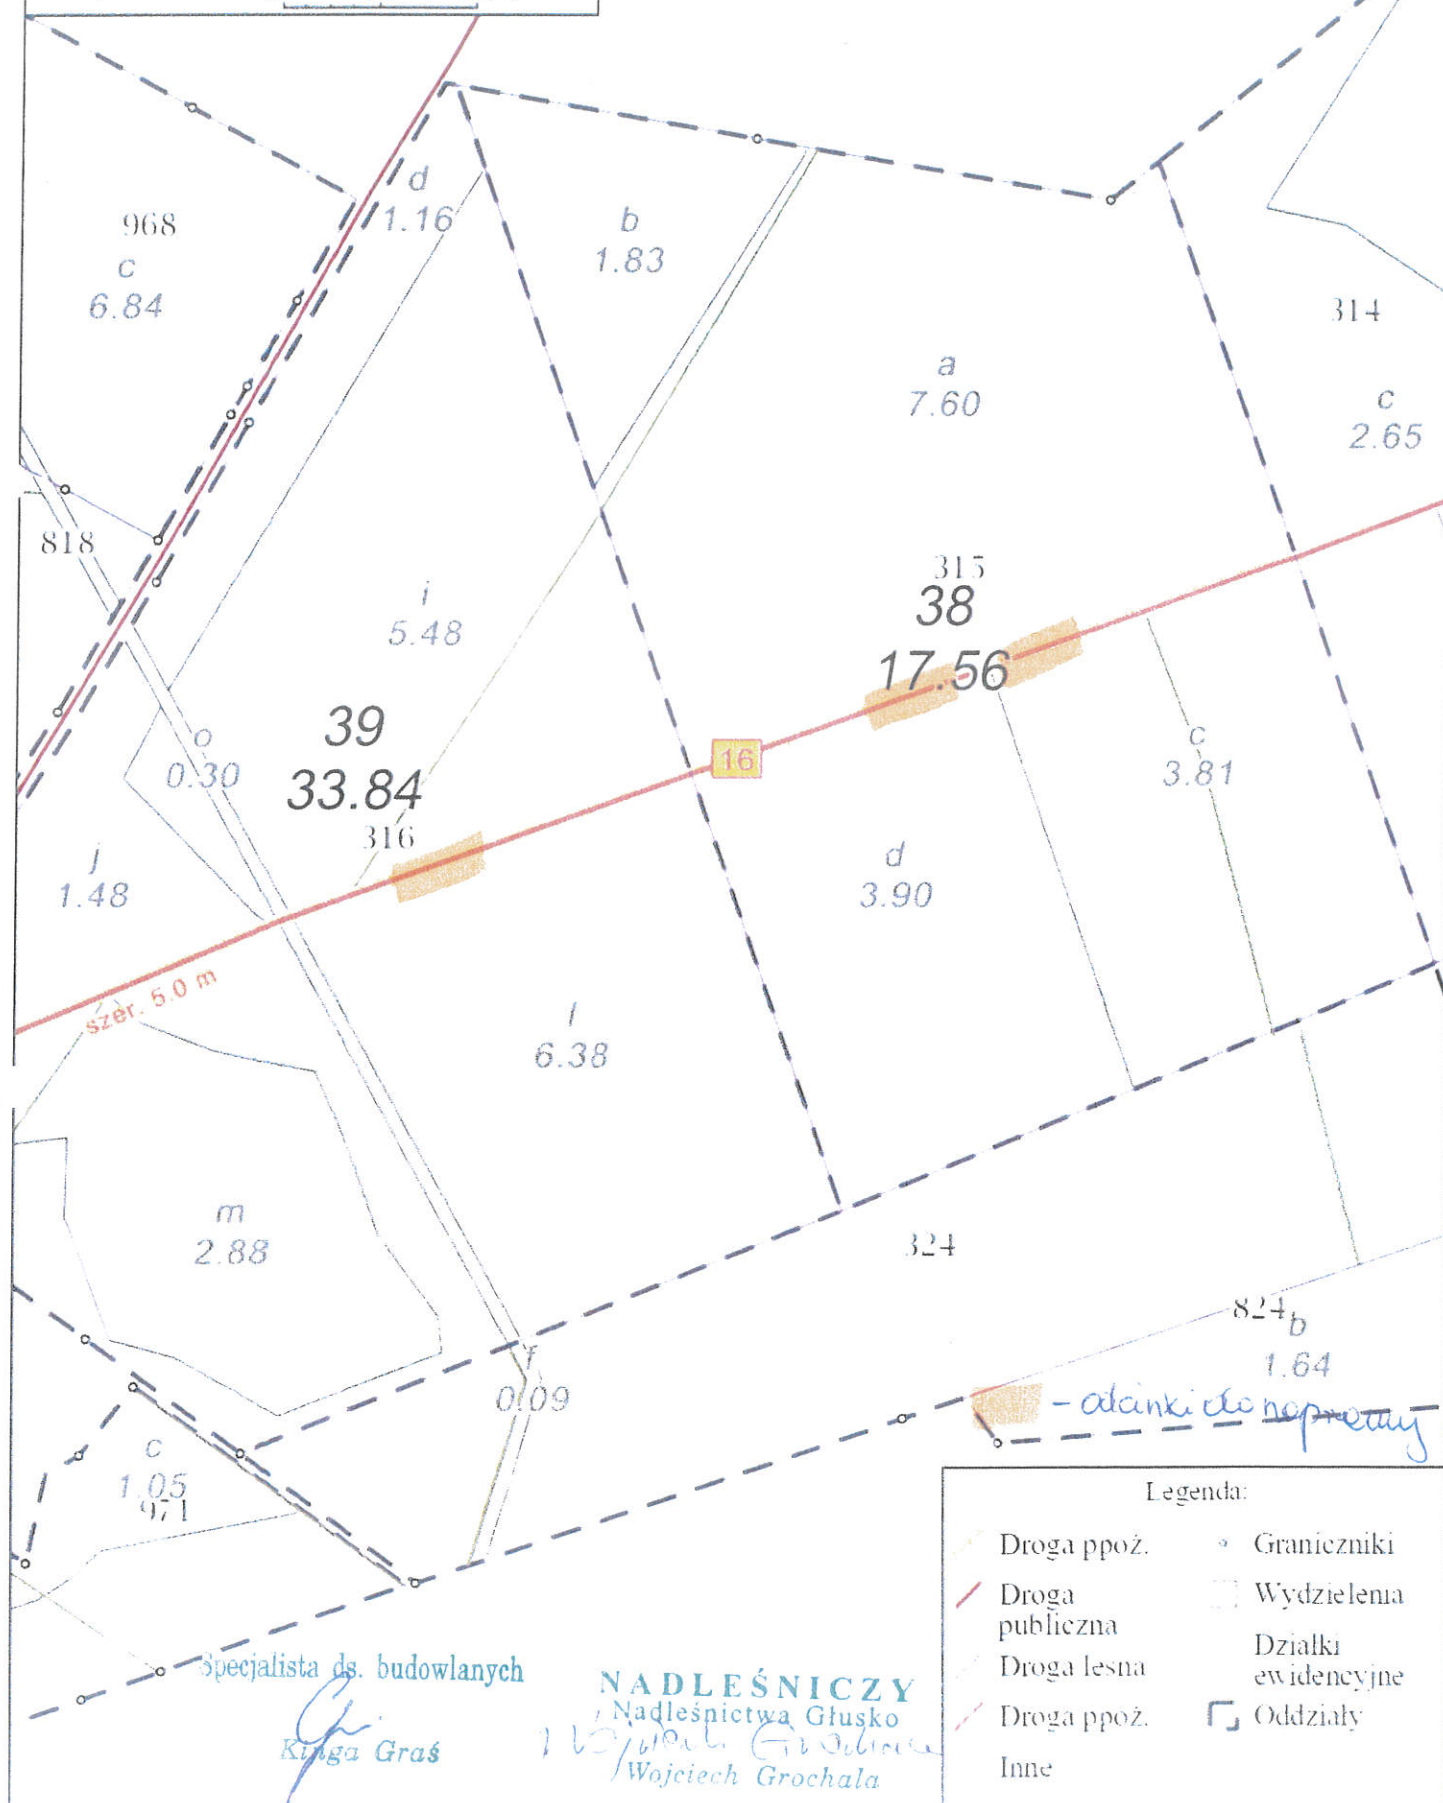 d
1.16
b
1.83
968
c
6.84
314
a
7.60
c
2.65
818
315
38
17.56
i
5.48
39
33.84
316
16
o
0.30
c
3.81
j
1.48
d
3.90
szer. 5.0 m
l
6.38
m
2.88
324
824
b
1.64
f
0.09
- odcinki do naprawy
c
1.05
971
Legenda:
Droga ppoż.
Graniczniki
Droga
publiczna
Wydzielenia
Droga lesna
Działki
ewidencyjne
Droga ppoż.
Oddziały
Inne
Specjalista ds. budowlanych
Kinga Graś
NADLEŚNICZY
Nadleśnictwa Głusko
Wojciech Grochala